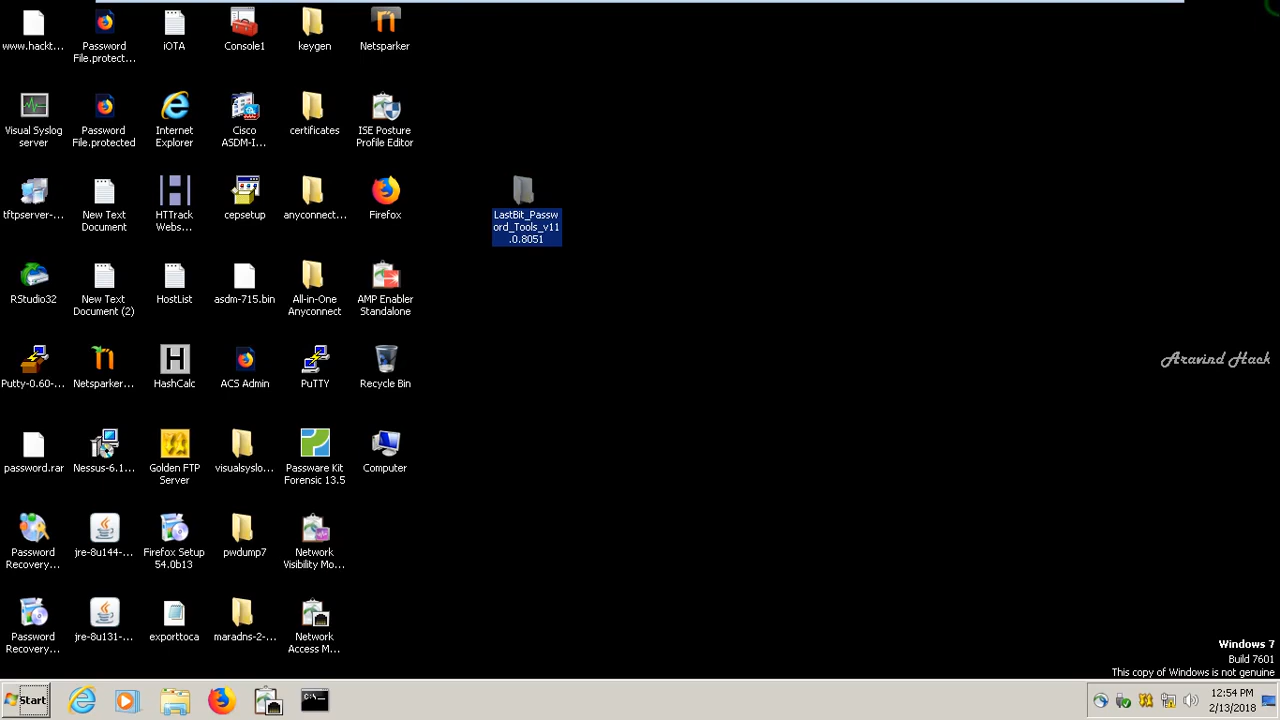 www.hackt...
Password
File.protect...
iOTA
Console1
keygen
Netsparker
Visual Syslog
server
Password
File.protected
Internet
Explorer
Cisco
ASDM-I...
certificates
ISE Posture
Profile Editor
tftpserver-...
New Text
Document
HTTrack
Webs...
cepsetup
anyconnect...
Firefox
LastBit_Passw
ord_Tools_v11
.0.8051
RStudio32
New Text
Document (2)
HostList
asdm-715.bin
All-in-One
Anyconnect
AMP Enabler
Standalone
Putty-0.60-...
Netsparker...
HashCalc
ACS Admin
PuTTY
Recycle Bin
Aravind Hack
password.rar
Nessus-6.1...
Golden FTP
Server
visualsyslo...
Passware Kit
Forensic 13.5
Computer
Password
Recovery...
jre-8u144-...
Firefox Setup
54.0b13
pwdump7
Network
Visibility Mo...
Password
Recovery...
jre-8u131-...
exporttoca
maradns-2-...
Network
Access M...
Windows 7
Build 7601
This copy of Windows is not genuine
Start
C:\_
12:54 PM
2/13/2018